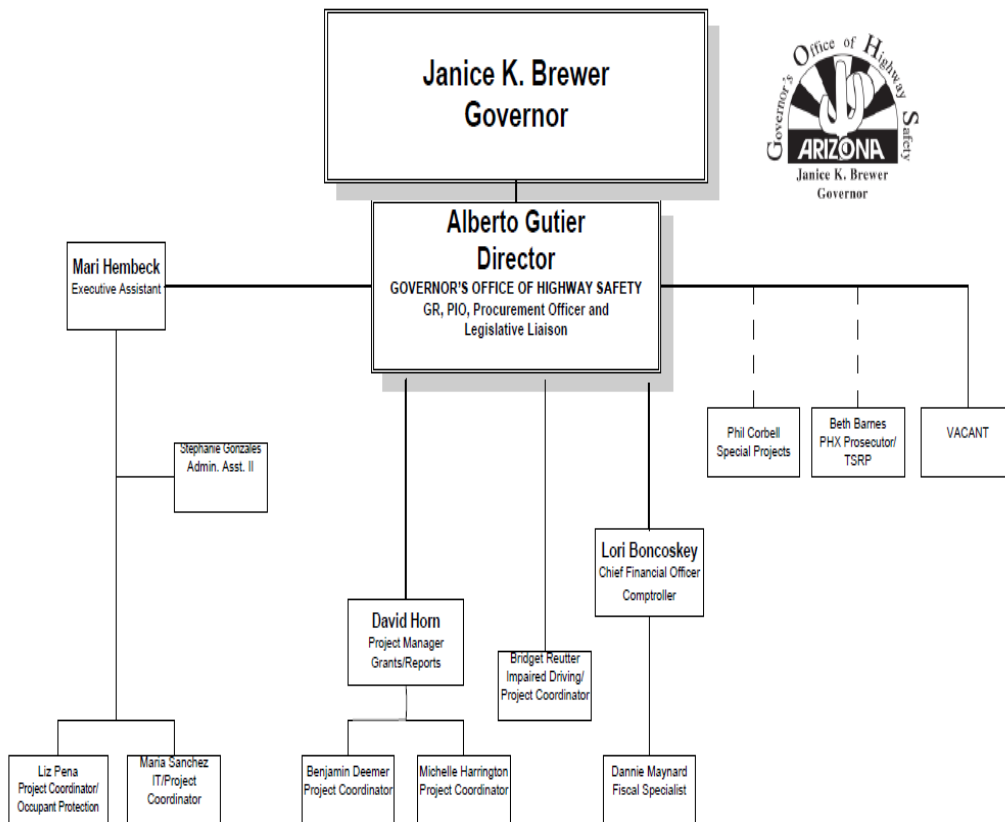 Janice K. Brewer
Governor
Governor's Office of Highway Safety
ARIZONA
Janice K. Brewer
Governor
Alberto Gutier
Director
GOVERNOR'S OFFICE OF HIGHWAY SAFETY
GR, PIO, Procurement Officer and
Legislative Liaison
Mari Hembeck
Executive Assistant
Phil Corbell
Special Projects
Beth Barnes
PHX Prosecutor/
TSRP
VACANT
Stephanie Gonzales
Admin. Asst. II
Lori Boncoskey
Chief Financial Officer
Comptroller
David Horn
Project Manager
Grants/Reports
Bridget Reutter
Impaired Driving/
Project Coordinator
Liz Pena
Project Coordinator/
Occupant Protection
Maria Sanchez
IT/Project
Coordinator
Benjamin Deemer
Project Coordinator
Michelle Harrington
Project Coordinator
Dannie Maynard
Fiscal Specialist